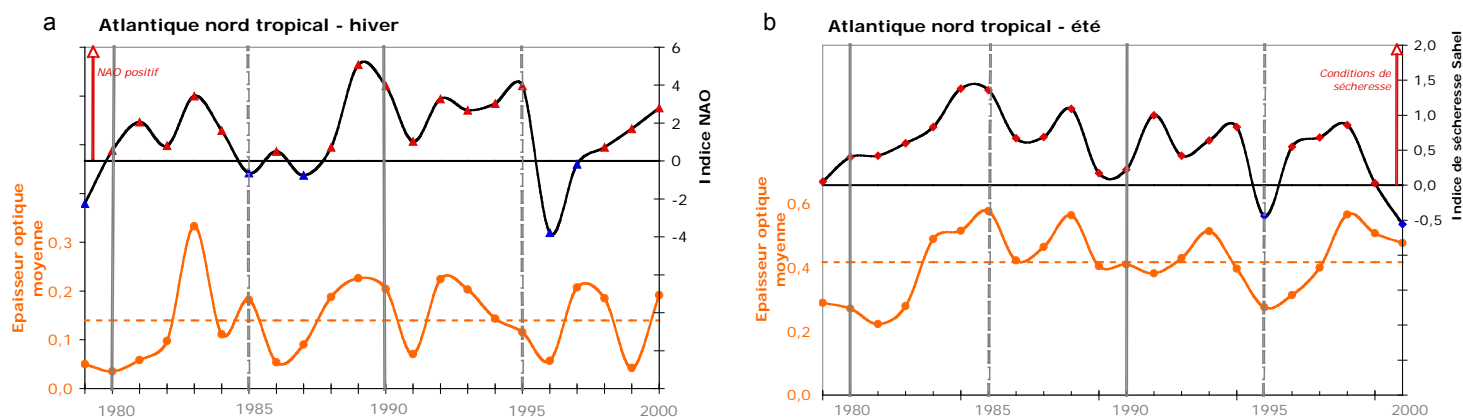 a
Atlantique nord tropical - hiver
NAO positif
6
4
2
0
-2
-4
Indice NAO
Epaisseur optique
moyenne
0,3
0,2
0,1
0,0
1980
1985
1990
1995
2000
b
Atlantique nord tropical - été
Conditions de
sécheresse
2,0
1,5
1,0
0,5
0,0
-0,5
Indice de sécheresse Sahel
Epaisseur optique
moyenne
0,6
0,4
0,2
0,0
1980
1985
1990
1995
2000